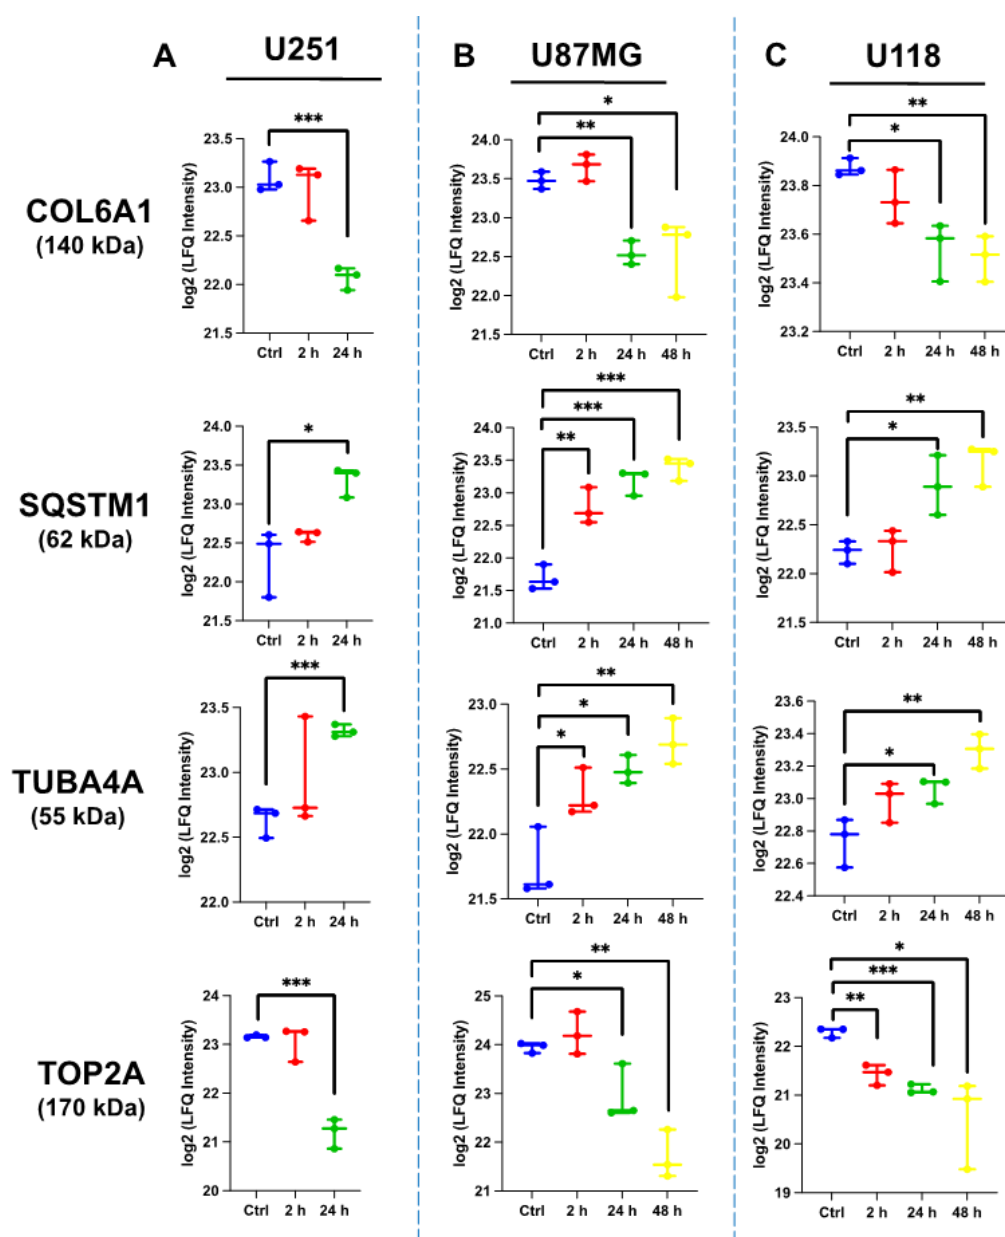 A U251
B U87MG
C U118
COL6A1
(140 kDa)
log2 (LFQ Intensity)
***
23.5
23.0
22.5
22.0
21.5
Ctrl 2 h 24 h
log2 (LFQ Intensity)
*
**
24.0
23.5
23.0
22.5
22.0
21.5
Ctrl 2 h 24 h 48 h
log2 (LFQ Intensity)
**
*
24.0
23.8
23.6
23.4
23.2
Ctrl 2 h 24 h 48 h
SQSTM1
(62 kDa)
log2 (LFQ Intensity)
*
24.0
23.5
23.0
22.5
22.0
21.5
Ctrl 2 h 24 h
log2 (LFQ Intensity)
***
***
**
24.0
23.5
23.0
22.5
22.0
21.5
21.0
Ctrl 2 h 24 h 48 h
log2 (LFQ Intensity)
**
*
23.5
23.0
22.5
22.0
21.5
Ctrl 2 h 24 h 48 h
TUBA4A
(55 kDa)
log2 (LFQ Intensity)
***
23.5
23.0
22.5
22.0
Ctrl 2 h 24 h
log2 (LFQ Intensity)
**
*
*
23.0
22.5
22.0
21.5
Ctrl 2 h 24 h 48 h
log2 (LFQ Intensity)
**
*
23.6
23.4
23.2
23.0
22.8
22.6
22.4
Ctrl 2 h 24 h 48 h
TOP2A
(170 kDa)
log2 (LFQ Intensity)
***
24
23
22
21
20
Ctrl 2 h 24 h
log2 (LFQ Intensity)
**
*
25
24
23
22
21
Ctrl 2 h 24 h 48 h
log2 (LFQ Intensity)
*
***
**
23
22
21
20
19
Ctrl 2 h 24 h 48 h